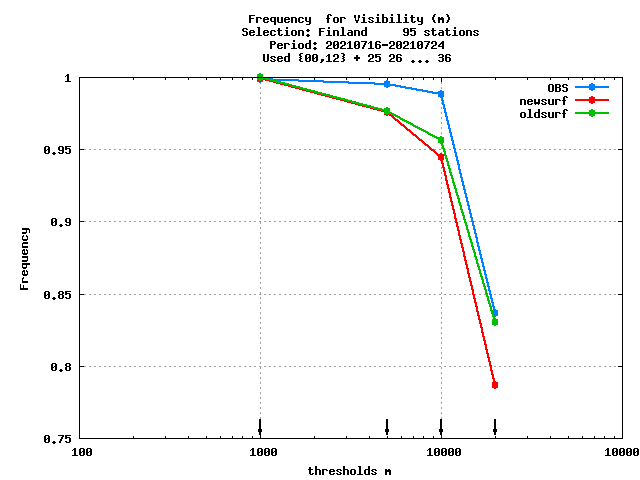 Frequency  for Visibility (m)
Selection: Finland     95 stations
Period: 20210716-20210724
Used {00,12} + 25 26 ... 36
OBS
newsurf
oldsurf
1
0.95
0.9
0.85
0.8
0.75
Frequency
100
1000
10000
10000
thresholds m